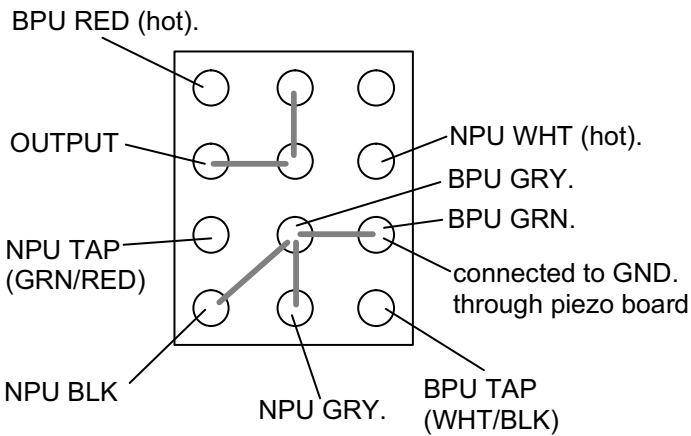 BPU RED (hot).
OUTPUT
NPU WHT (hot).
BPU GRY.
BPU GRN.
NPU TAP
(GRN/RED)
connected to GND.
through piezo board
NPU BLK
NPU GRY.
BPU TAP
(WHT/BLK)